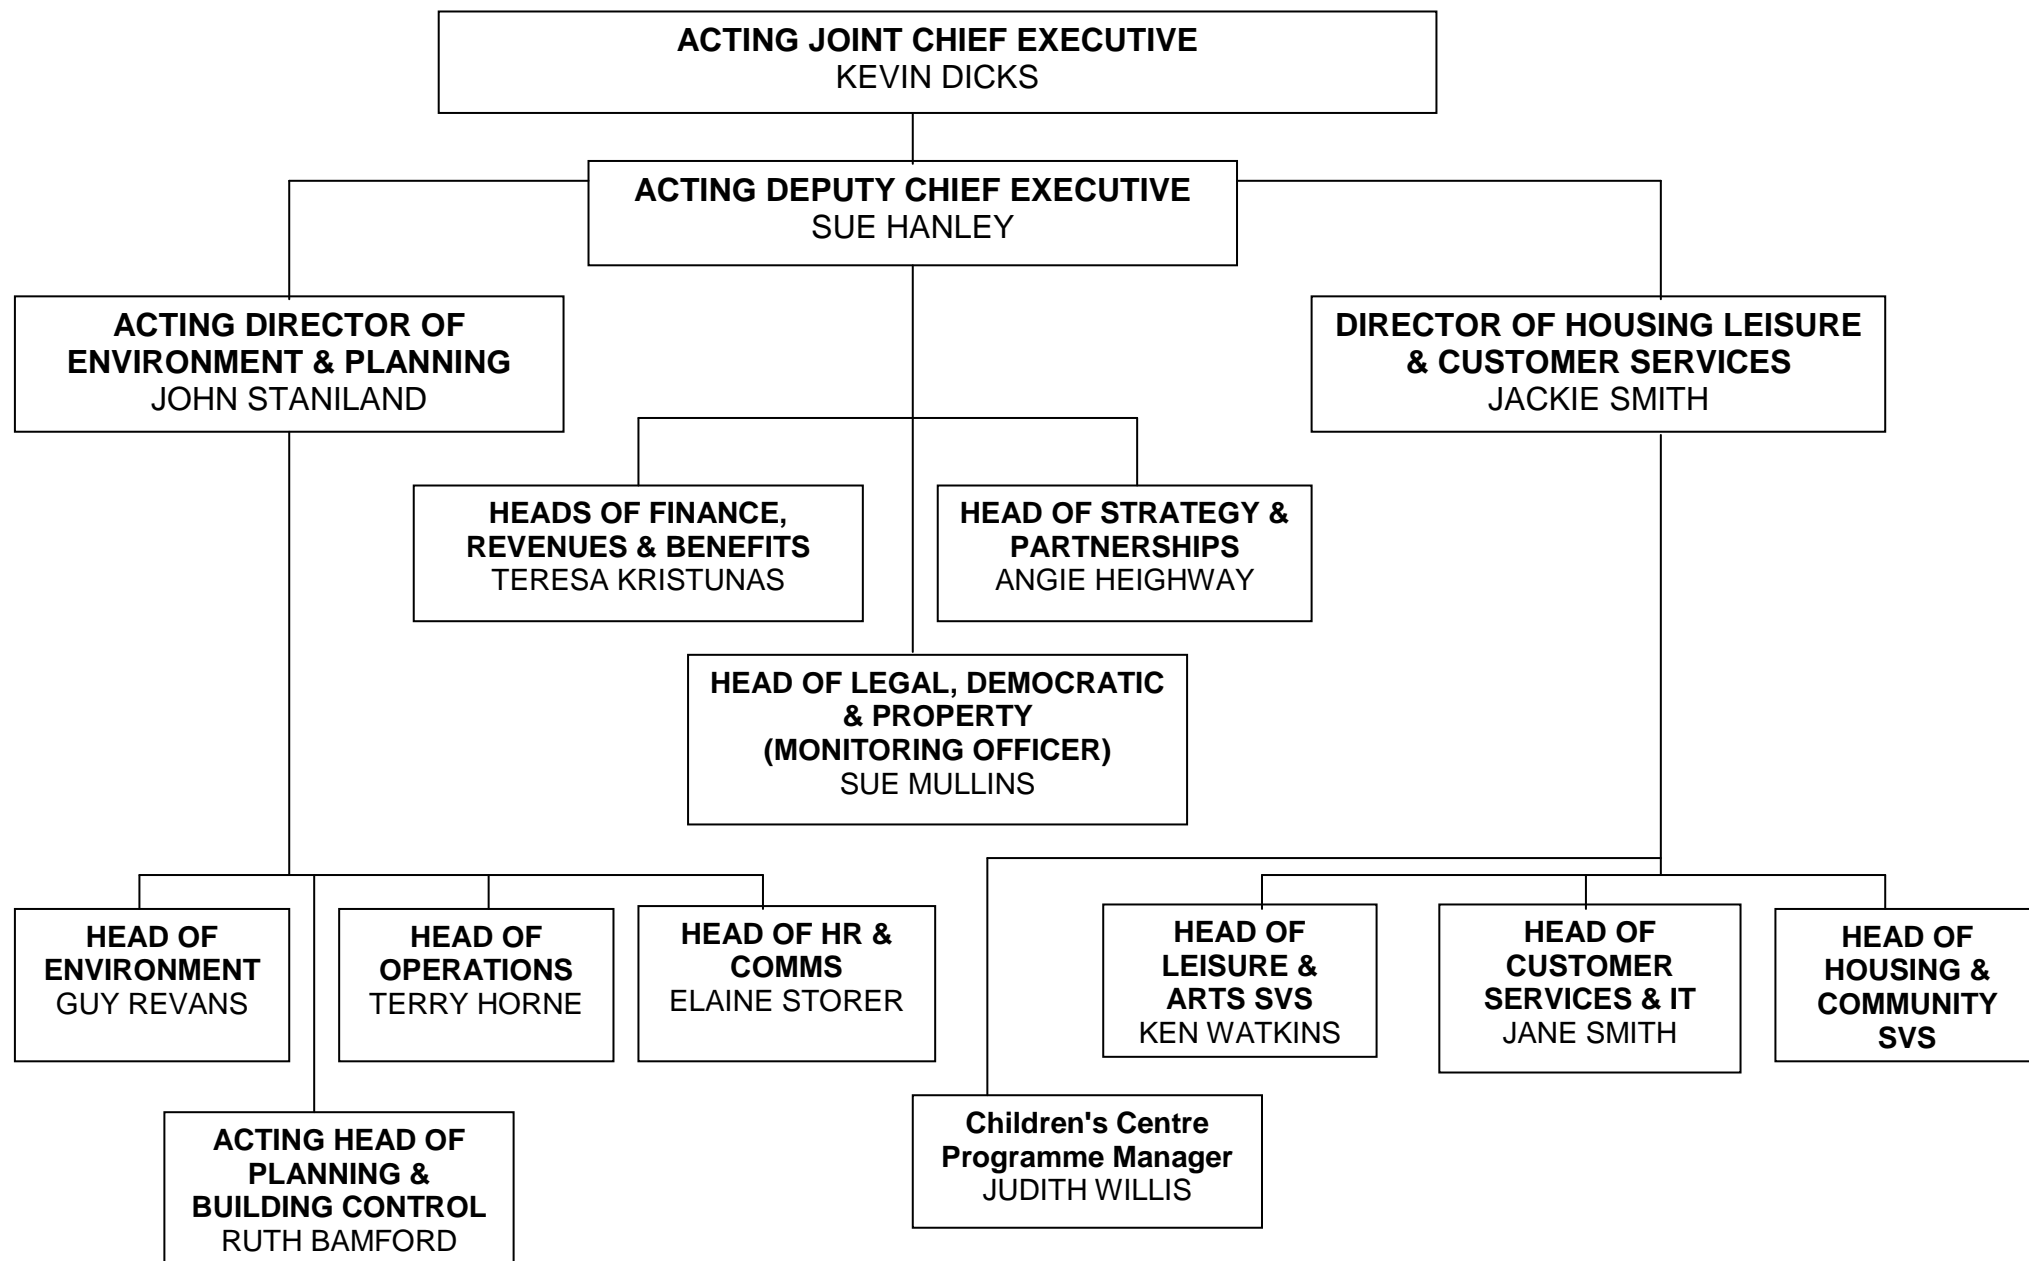 ACTING JOINT CHIEF EXECUTIVE
KEVIN DICKS
ACTING DEPUTY CHIEF EXECUTIVE
SUE HANLEY
ACTING DIRECTOR OF
ENVIRONMENT & PLANNING
JOHN STANILAND
DIRECTOR OF HOUSING LEISURE
& CUSTOMER SERVICES
JACKIE SMITH
HEADS OF FINANCE,
REVENUES & BENEFITS
TERESA KRISTUNAS
HEAD OF STRATEGY &
PARTNERSHIPS
ANGIE HEIGHWAY
HEAD OF LEGAL, DEMOCRATIC
& PROPERTY
(MONITORING OFFICER)
SUE MULLINS
HEAD OF
ENVIRONMENT
GUY REVANS
HEAD OF
OPERATIONS
TERRY HORNE
HEAD OF HR &
COMMS
ELAINE STORER
HEAD OF
LEISURE &
ARTS SVS
KEN WATKINS
HEAD OF
CUSTOMER
SERVICES & IT
JANE SMITH
HEAD OF
HOUSING &
COMMUNITY
SVS
ACTING HEAD OF
PLANNING &
BUILDING CONTROL
RUTH BAMFORD
Children's Centre
Programme Manager
JUDITH WILLIS